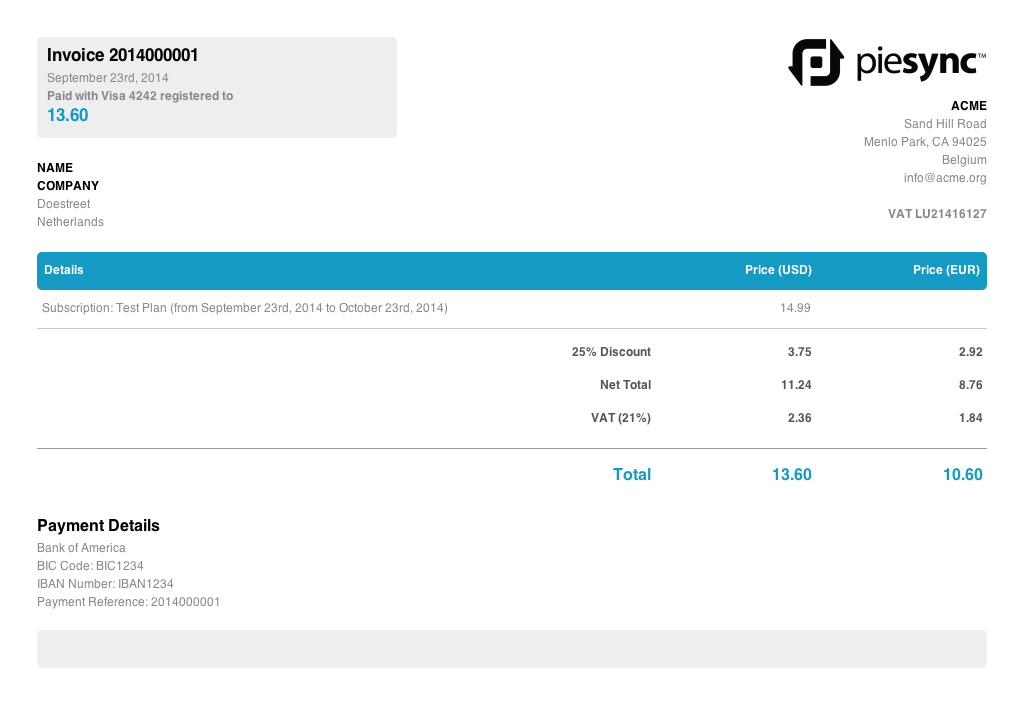 Invoice 2014000001
September 23rd, 2014
Paid with Visa 4242 registered to
13.60
piesync™
ACME
Sand Hill Road
Menlo Park, CA 94025
Belgium
info@acme.org
VAT LU21416127
NAME
COMPANY
Doestreet
Netherlands
Details Price (USD) Price (EUR)
Subscription: Test Plan (from September 23rd, 2014 to October 23rd, 2014) 14.99
25% Discount 3.75 2.92
Net Total 11.24 8.76
VAT (21%) 2.36 1.84
Total 13.60 10.60
Payment Details
Bank of America
BIC Code: BIC1234
IBAN Number: IBAN1234
Payment Reference: 2014000001